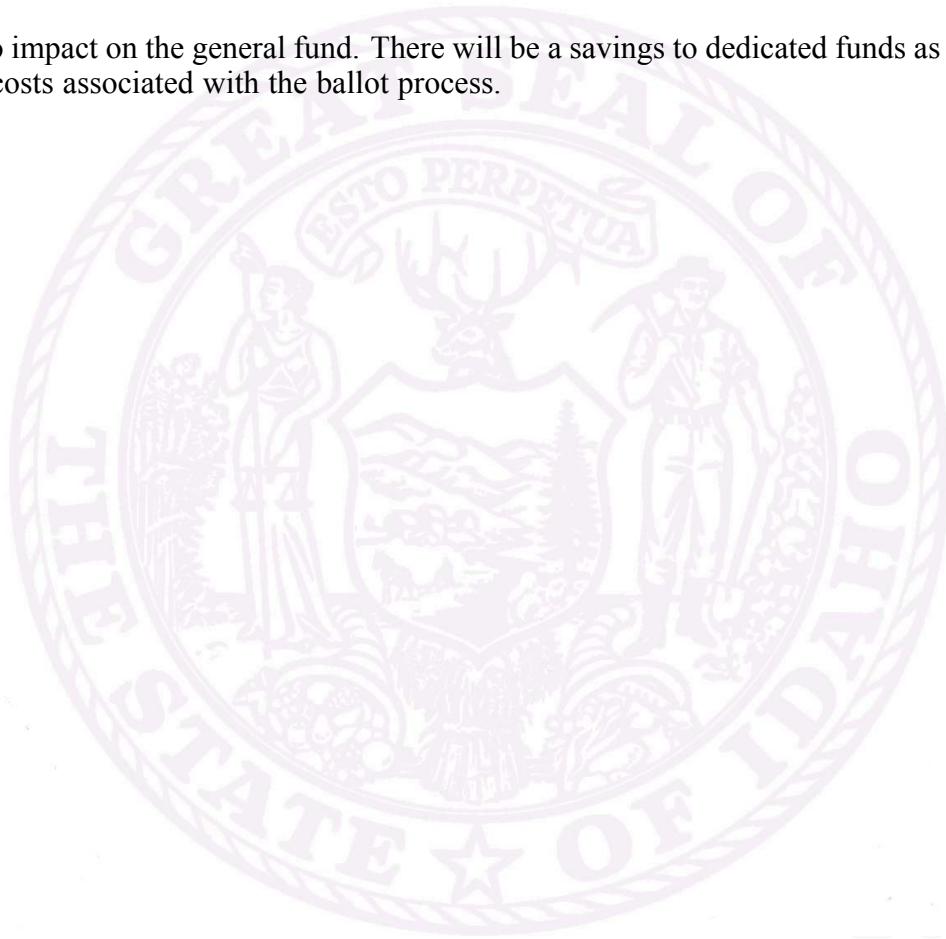 impact on the general fund. There will be a savings to dedicated funds as
costs associated with the ballot process.
GREAT SEAL OF
THE STATE OF IDAHO
ESTO PERPETUA